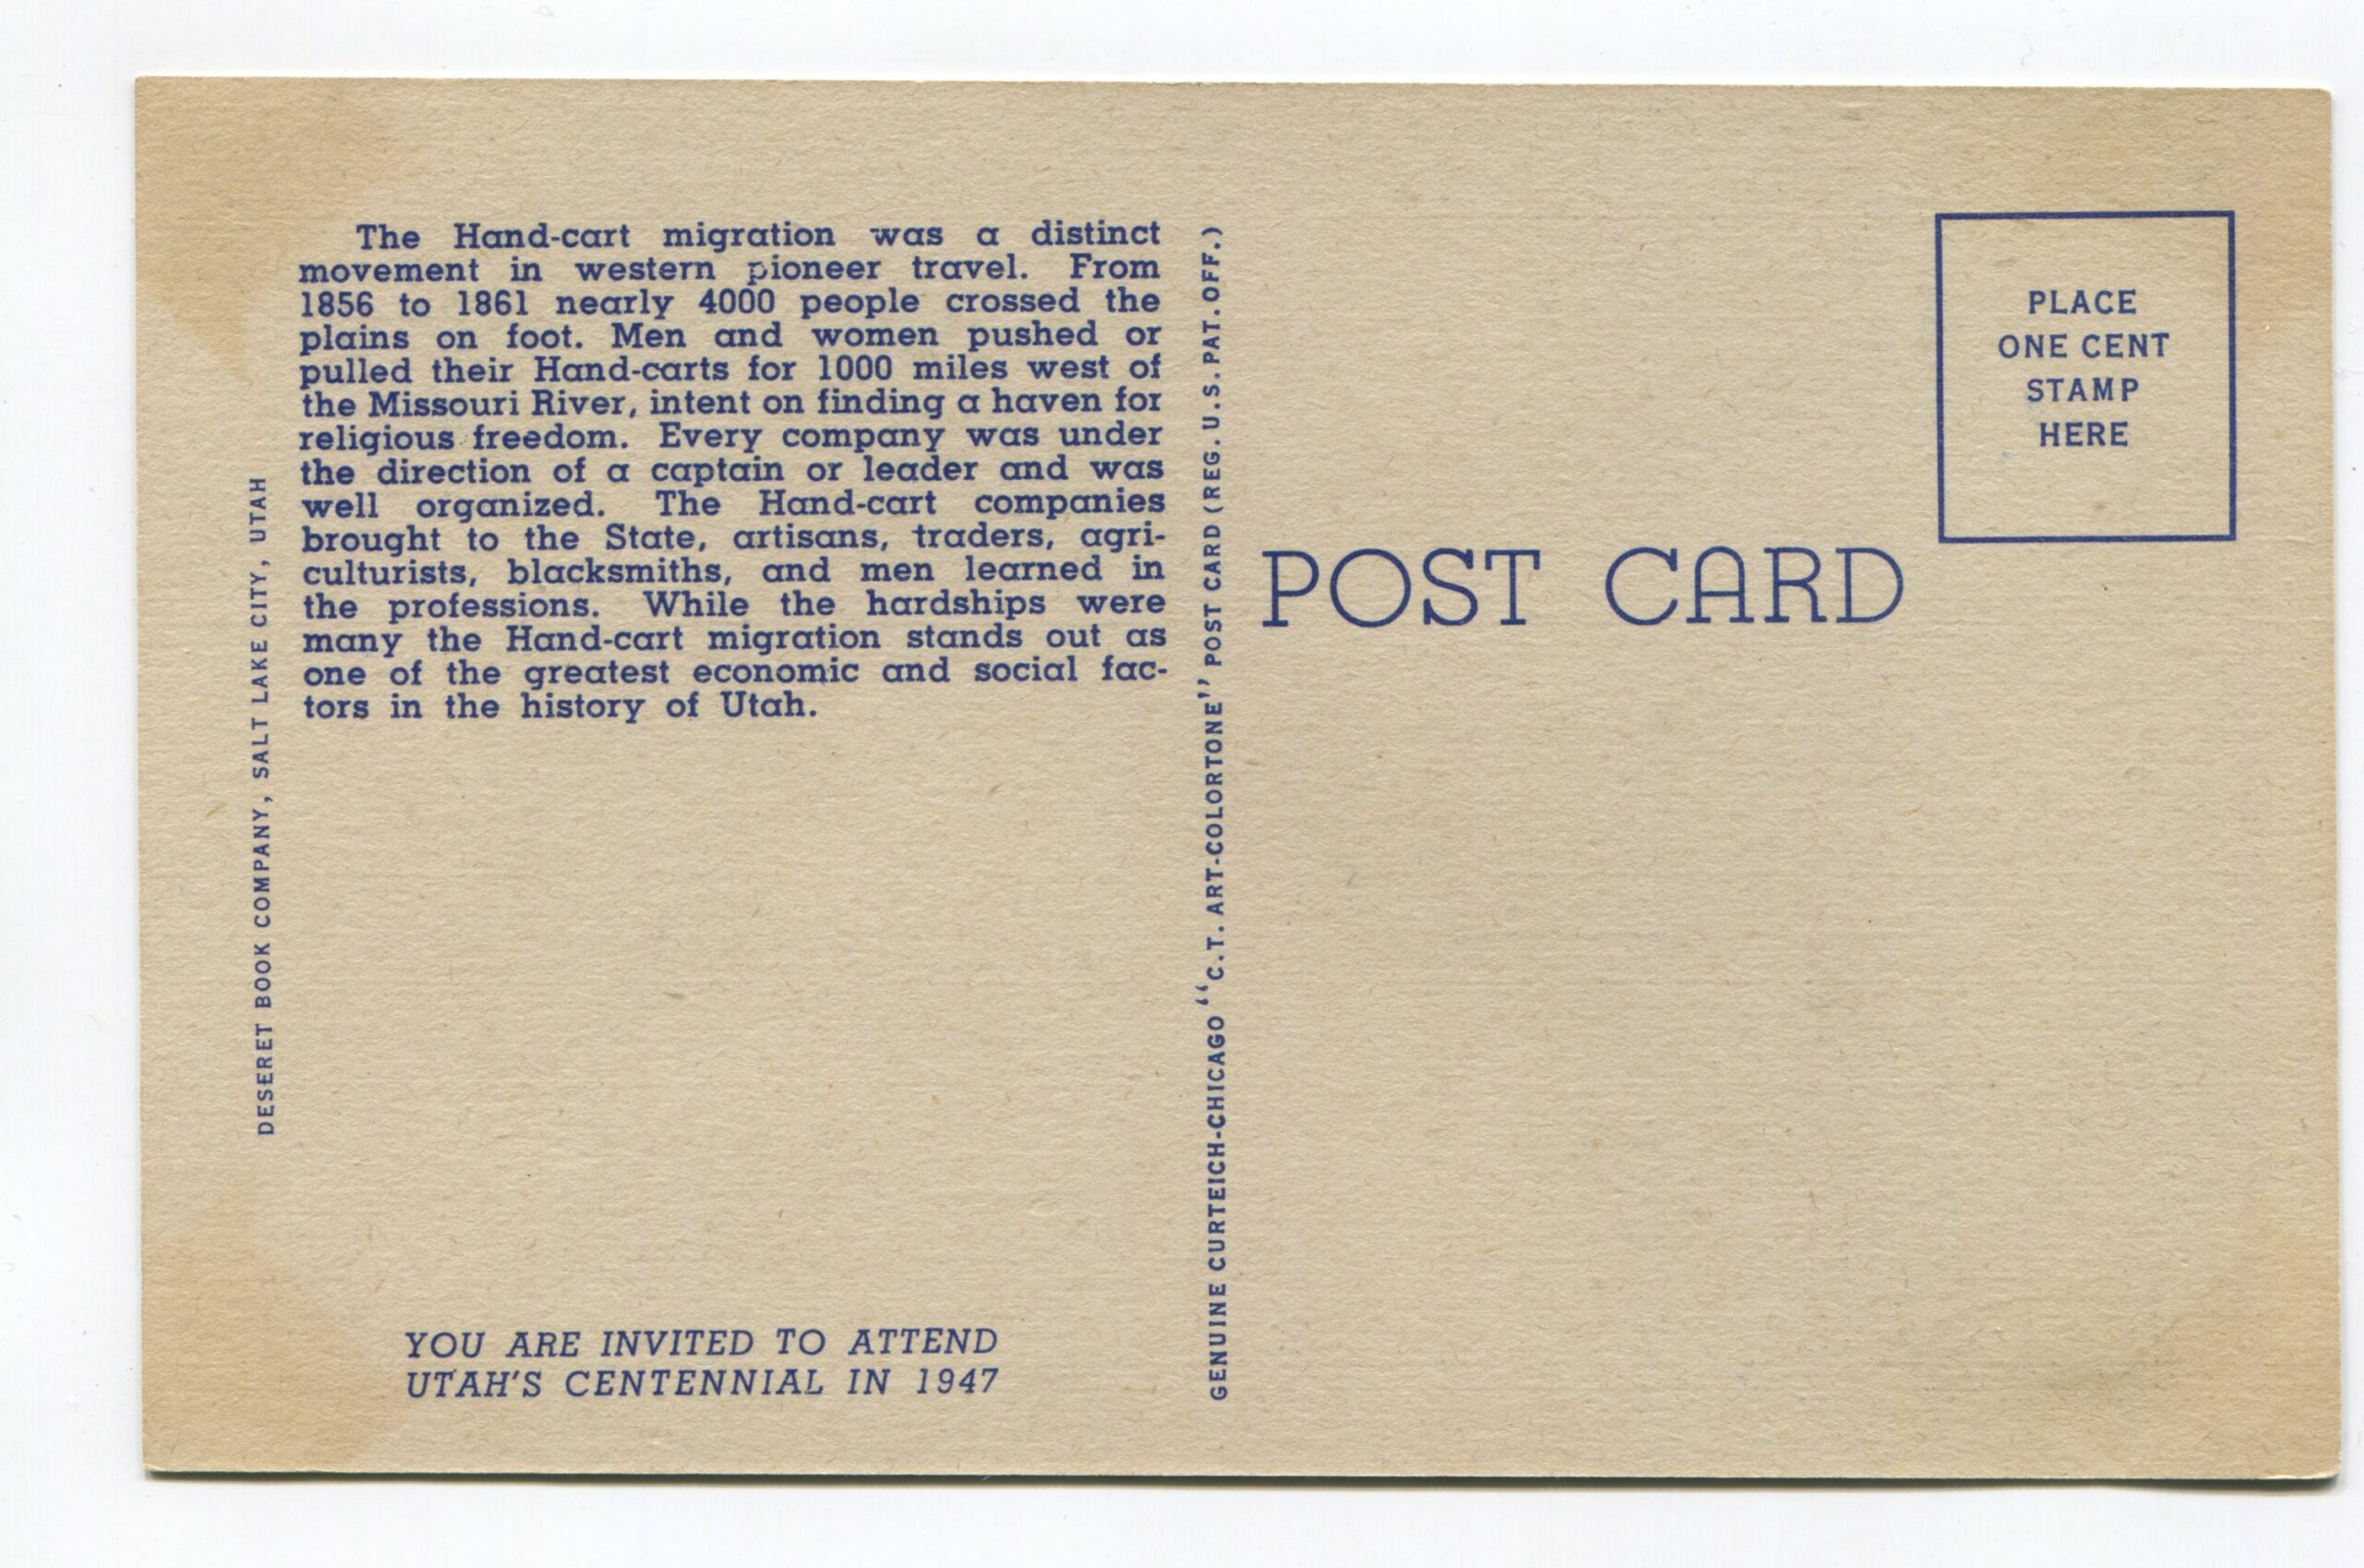 The Hand-cart migration was a distinct
movement in western pioneer travel. From
1856 to 1861 nearly 4000 people crossed the
plains on foot. Men and women pushed or
pulled their Hand-carts for 1000 miles west of
the Missouri River, intent on finding a haven for
religious freedom. Every company was under
the direction of a captain or leader and was
well organized. The Hand-cart companies
brought to the State, artisans, traders, agri-
culturists, blacksmiths, and men learned in
the professions. While the hardships were
many the Hand-cart migration stands out as
one of the greatest economic and social fac-
tors in the history of Utah.
DESERET BOOK COMPANY, SALT LAKE CITY, UTAH
YOU ARE INVITED TO ATTEND
UTAH'S CENTENNIAL IN 1947
GENUINE CURTEICH-CHICAGO "C. T. ART-COLORTONE" POST CARD (REG. U.S. PAT. OFF.)
POST CARD
PLACE
ONE CENT
STAMP
HERE